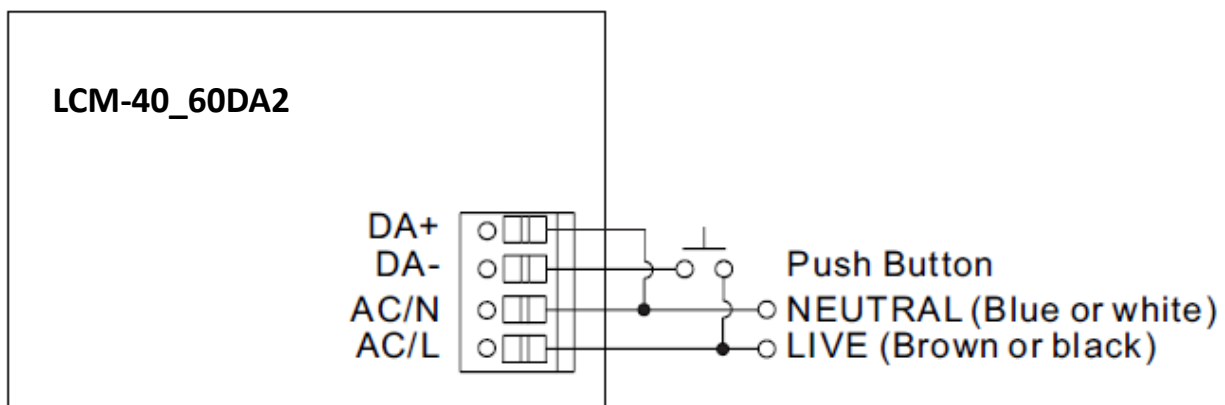 LCM-40_60DA2
DA+
DA- Push Button
AC/N NEUTRAL (Blue or white)
AC/L LIVE (Brown or black)